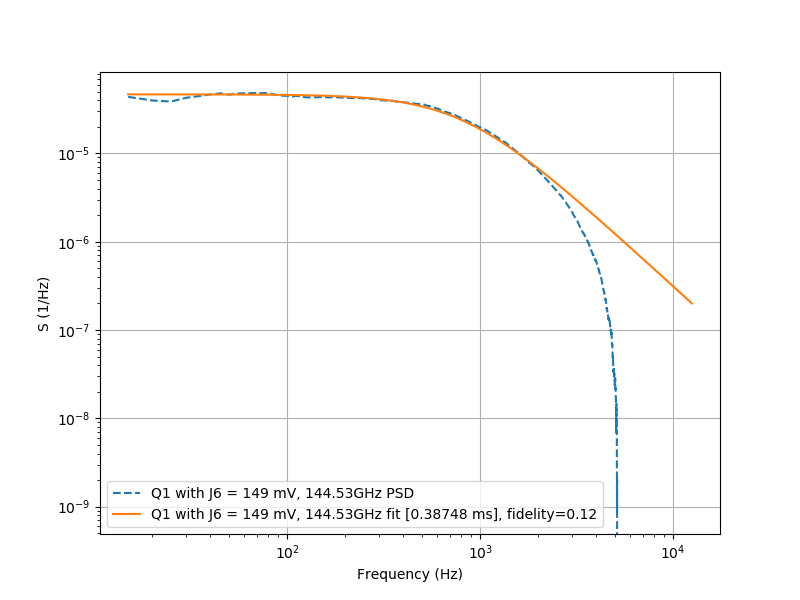 10⁻⁵
10⁻⁶
10⁻⁷
10⁻⁸
10⁻⁹
S (1/Hz)
Q1 with J6 = 149 mV, 144.53GHz PSD
Q1 with J6 = 149 mV, 144.53GHz fit [0.38748 ms], fidelity=0.12
10² 10³ 10⁴
Frequency (Hz)